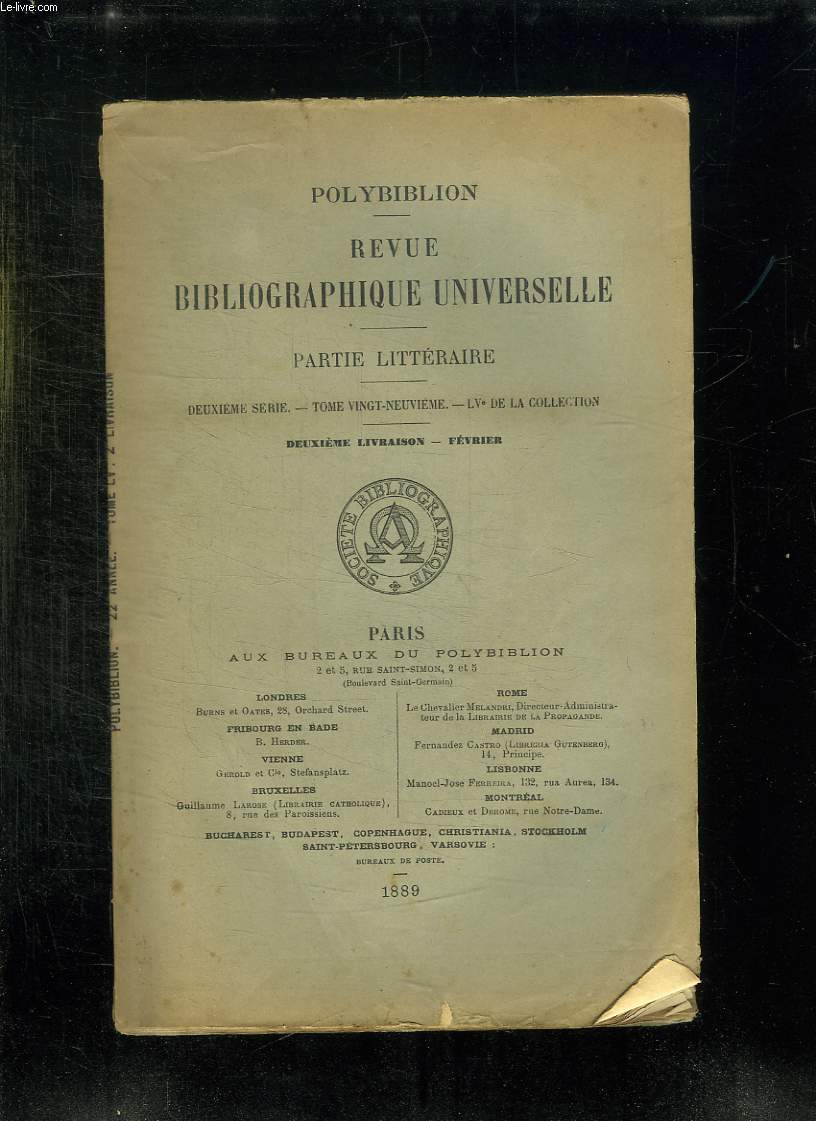 Le-livre.com
POLYBIBLION
REVUE
BIBLIOGRAPHIQUE UNIVERSELLE
PARTIE LITTÉRAIRE
DEUXIÈME SÉRIE. — TOME VINGT-NEUVIÈME. — LVe DE LA COLLECTION
DEUXIÈME LIVRAISON — FÉVRIER
SOCIETE BIBLIOGRAPHQVE
PARIS
AUX BUREAUX DU POLYBIBLION
2 et 5, RUE SAINT-SIMON, 2 et 5
(Boulevard Saint-Germain)
LONDRES
BURNS et OATES, 28, Orchard Street.
FRIBOURG EN BADE
B. HERDER.
VIENNE
GEROLD et Cie, Stefansplatz.
BRUXELLES
Guillaume LAROSE (LIBRAIRIE CATHOLIQUE),
8, rue des Paroissiens.
ROME
Le Chevalier MELANDRI, Directeur-Administra-
teur de la LIBRAIRIE DE LA PROPAGANDE.
MADRID
Fernandez CASTRO (LIBRERIA GUTENBERG),
14, Principe.
LISBONNE
Manoel-Jose FERREIRA, 132, rua Aurea, 134.
MONTRÉAL
CADIEUX et DEROME, rue Notre-Dame.
BUCHAREST, BUDAPEST, COPENHAGUE, CHRISTIANIA, STOCKHOLM
SAINT-PÉTERSBOURG, VARSOVIE :
BUREAUX DE POSTE.
1889
POLYBIBLION. — 22 ANNÉE. — TOME LV. 2 LIVRAISON